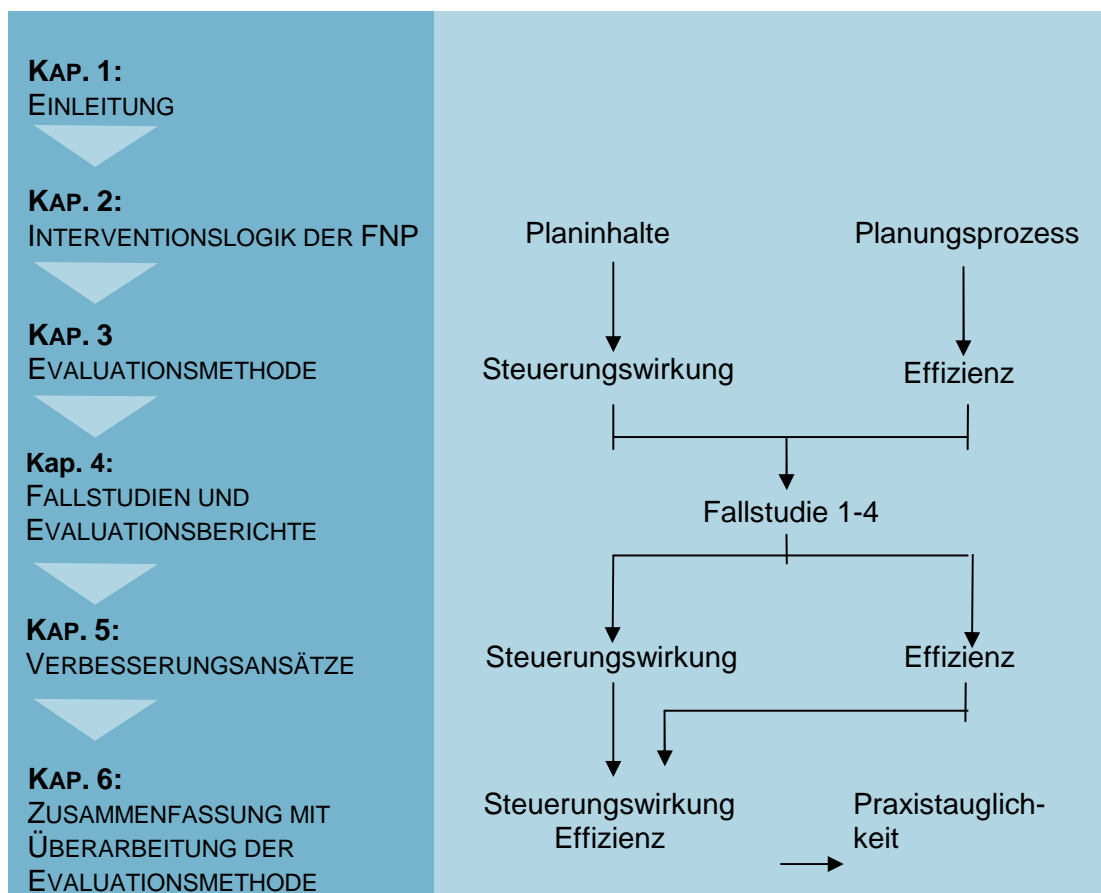 KAP. 1:
EINLEITUNG
KAP. 2:
INTERVENTIONSLOGIK DER FNP
Planinhalte
Planungsprozess
KAP. 3
EVALUATIONSMETHODE
Steuerungswirkung
Effizienz
Kap. 4:
FALLSTUDIEN UND
EVALUATIONSBERICHTE
Fallstudie 1-4
KAP. 5:
VERBESSERUNGSANSÄTZE
Steuerungswirkung
Effizienz
KAP. 6:
ZUSAMMENFASSUNG MIT
ÜBERARBEITUNG DER
EVALUATIONSMETHODE
Steuerungswirkung
Effizienz
Praxistauglich-
keit